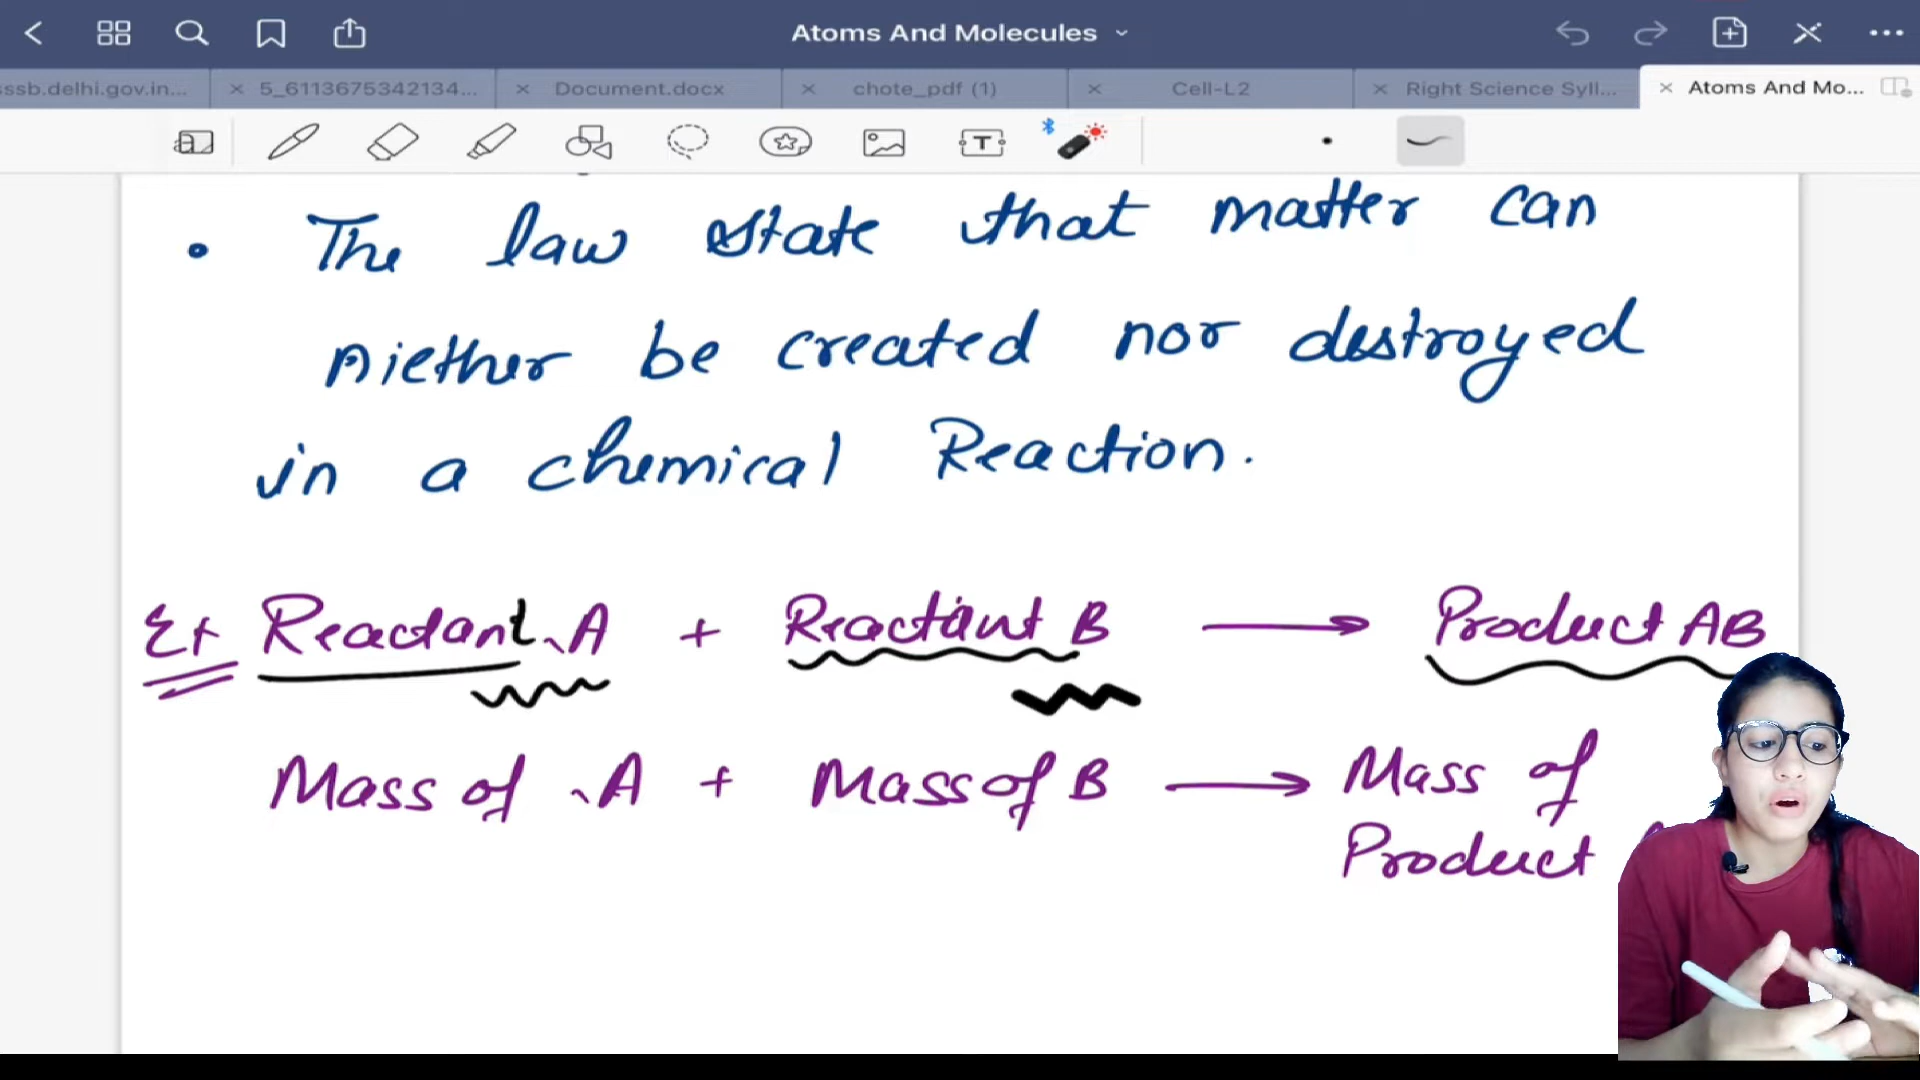 Atoms And Molecules
sssb.delhi.gov.in...
5_6113675342134...
Document.docx
chote_pdf (1)
Cell-L2
Right Science Syll...
Atoms And Mo...
The law state that matter can
niether be created nor destroyed
in a chemical Reaction.
Ex Reactant A + Reactant B → Product AB
Mass of A + Mass of B → Mass of
Product